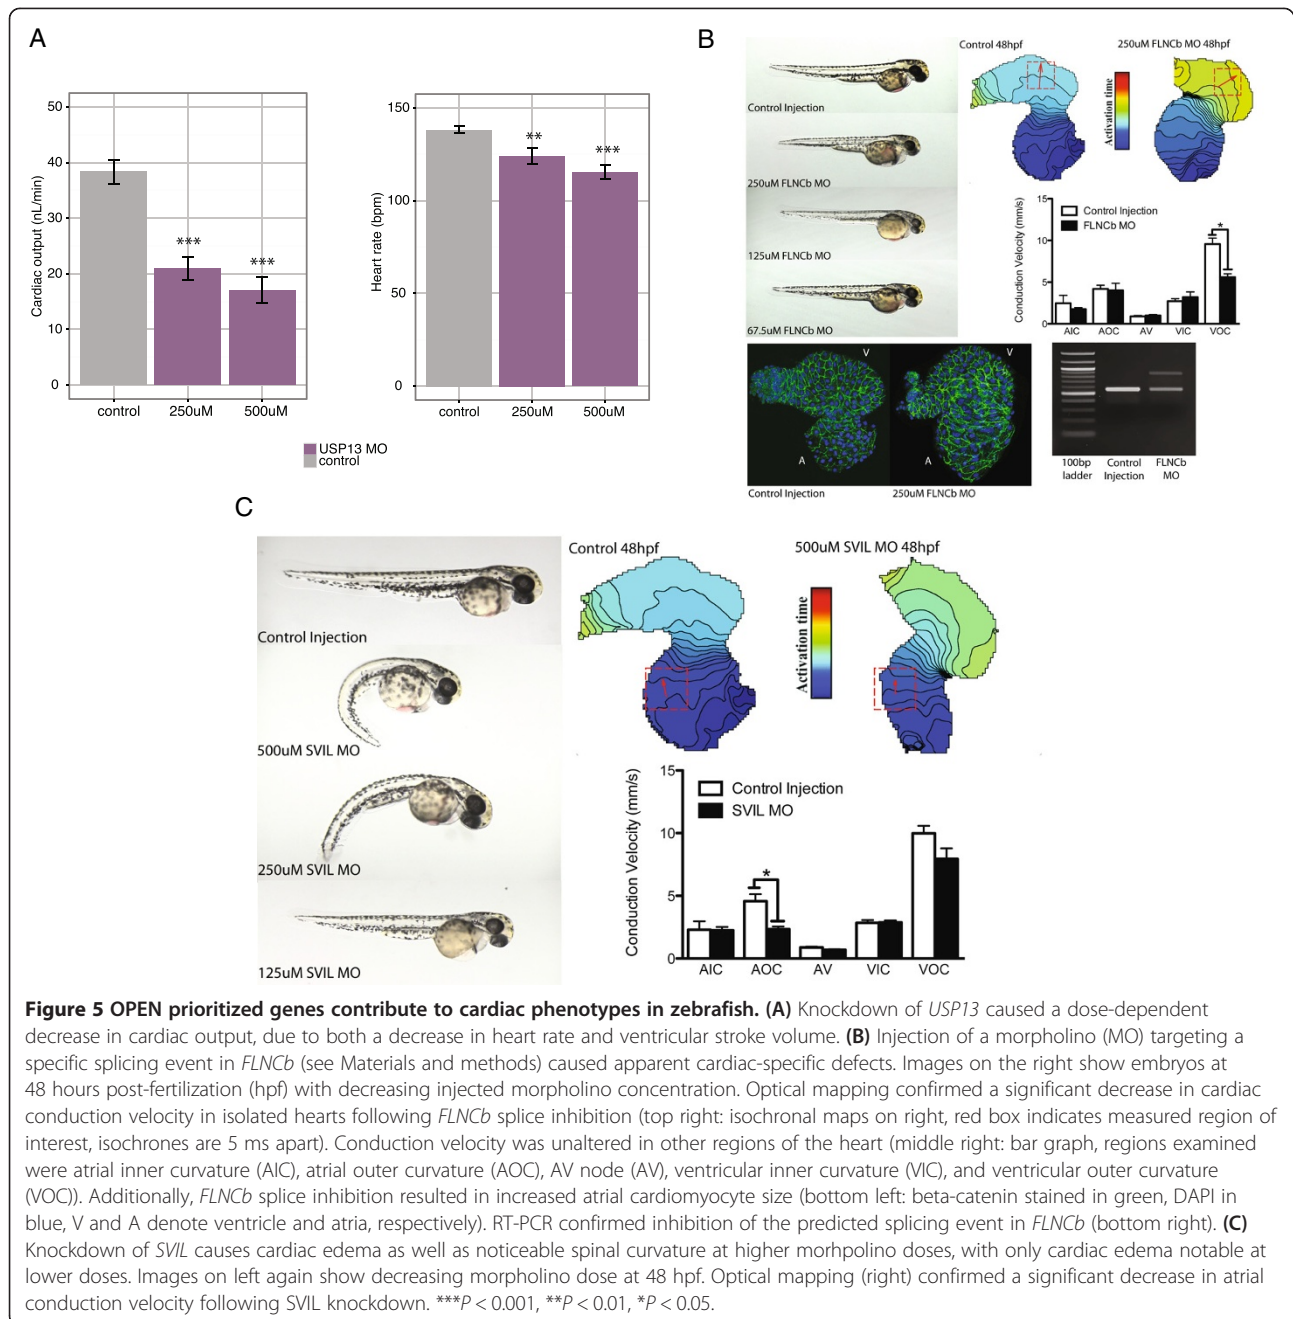 A
Cardiac output (nL/min)
50
40
30
20
10
0
***
***
control
250uM
500uM
Heart rate (bpm)
150
100
50
0
**
***
control
250uM
500uM
USP13 MO
control
B
Control Injection
250uM FLNCb MO
125uM FLNCb MO
67.5uM FLNCb MO
Control 48hpf
Activation time
250uM FLNCb MO 48hpf
Conduction Velocity (mm/s)
15
10
5
0
Control Injection
FLNCb MO
*
AIC
AOC
AV
VIC
VOC
V
A
Control Injection
V
A
250uM FLNCb MO
100bp
ladder
Control
Injection
FLNCb
MO
C
Control Injection
500uM SVIL MO
250uM SVIL MO
125uM SVIL MO
Control 48hpf
Activation time
500uM SVIL MO 48hpf
Conduction Velocity (mm/s)
15
10
5
0
Control Injection
SVIL MO
*
AIC
AOC
AV
VIC
VOC
Figure 5 OPEN prioritized genes contribute to cardiac phenotypes in zebrafish. (A) Knockdown of USP13 caused a dose-dependent
decrease in cardiac output, due to both a decrease in heart rate and ventricular stroke volume. (B) Injection of a morpholino (MO) targeting a
specific splicing event in FLNCb (see Materials and methods) caused apparent cardiac-specific defects. Images on the right show embryos at
48 hours post-fertilization (hpf) with decreasing injected morpholino concentration. Optical mapping confirmed a significant decrease in cardiac
conduction velocity in isolated hearts following FLNCb splice inhibition (top right: isochronal maps on right, red box indicates measured region of
interest, isochrones are 5 ms apart). Conduction velocity was unaltered in other regions of the heart (middle right: bar graph, regions examined
were atrial inner curvature (AIC), atrial outer curvature (AOC), AV node (AV), ventricular inner curvature (VIC), and ventricular outer curvature
(VOC)). Additionally, FLNCb splice inhibition resulted in increased atrial cardiomyocyte size (bottom left: beta-catenin stained in green, DAPI in
blue, V and A denote ventricle and atria, respectively). RT-PCR confirmed inhibition of the predicted splicing event in FLNCb (bottom right). (C)
Knockdown of SVIL causes cardiac edema as well as noticeable spinal curvature at higher morhpolino doses, with only cardiac edema notable at
lower doses. Images on left again show decreasing morpholino dose at 48 hpf. Optical mapping (right) confirmed a significant decrease in atrial
conduction velocity following SVIL knockdown. ***P < 0.001, **P < 0.01, *P < 0.05.